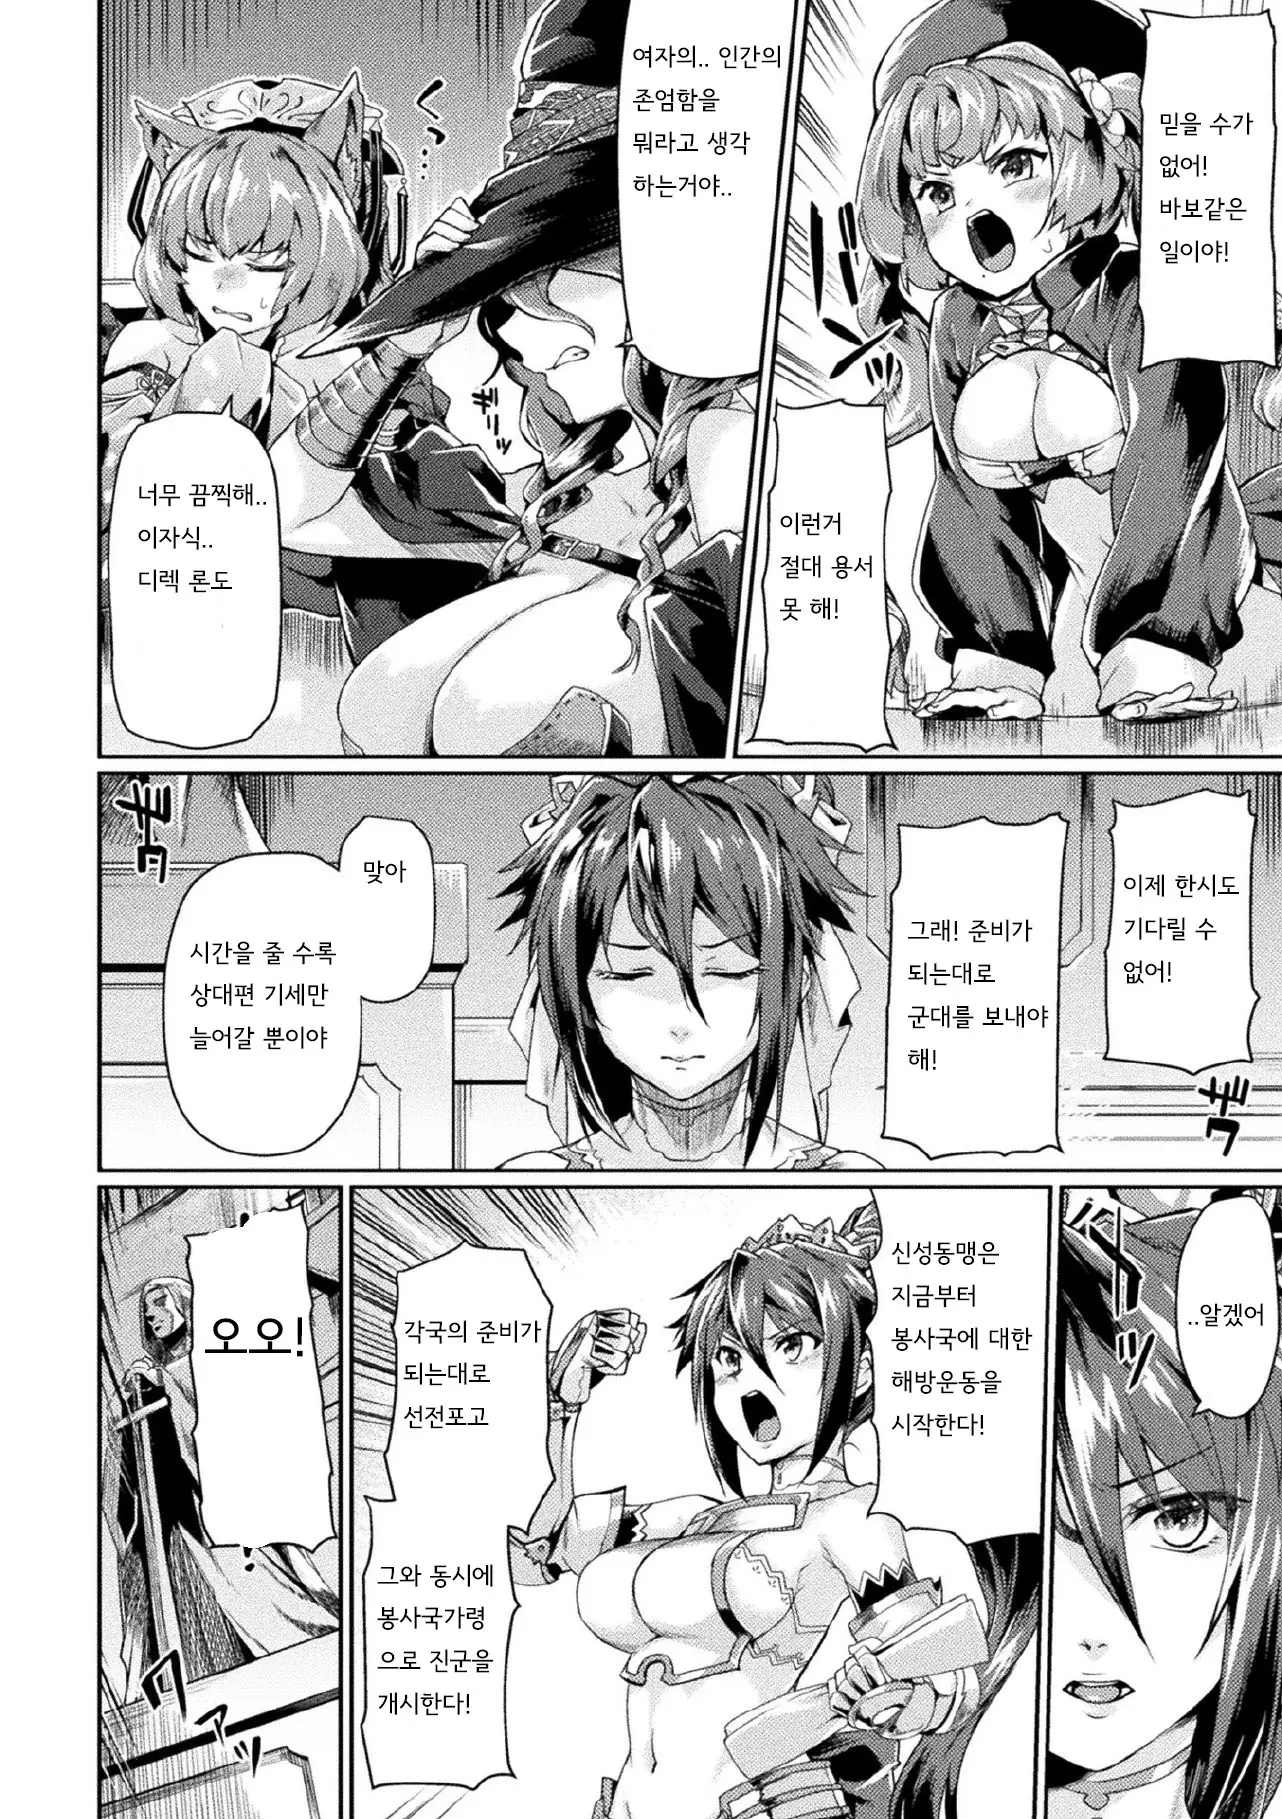 믿을 수가
없어!
바보같은
일이야!
이런거
절대 용서
못 해!
여자의.. 인간의
존엄함을
뭐라고 생각
하는거야..
너무 끔찍해..
이자식..
디렉 론도
이제 한시도
기다릴 수
없어!
그래! 준비가
되는대로
군대를 보내야
해!
맞아
시간을 줄 수록
상대편 기세만
늘어갈 뿐이야
..알겠어
신성동맹은
지금부터
봉사국에 대한
해방운동을
시작한다!
각국의 준비가
되는대로
선전포고
그와 동시에
봉사국가령
으로 진군을
개시한다!
오오!